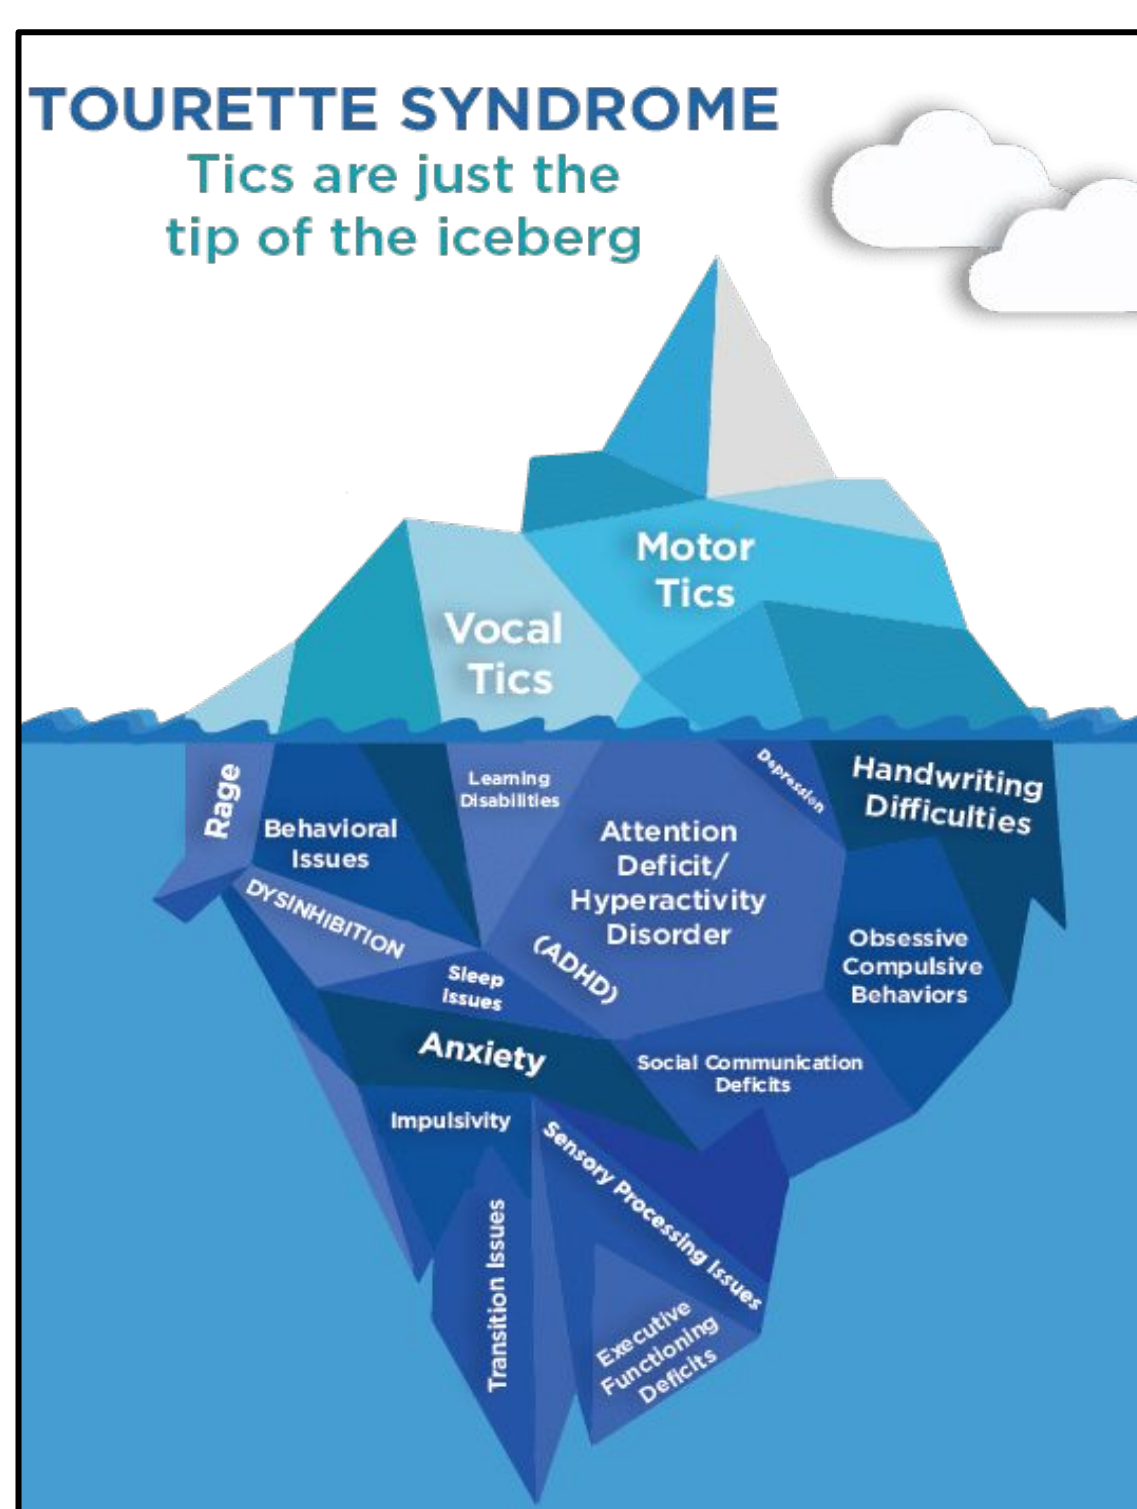 TOURETTE SYNDROME
Tics are just the
tip of the iceberg
Motor
Tics
Vocal
Tics
Rage
Behavioral
Issues
Learning
Disabilities
Attention
Deficit/
Hyperactivity
Disorder
(ADHD)
Depression
Handwriting
Difficulties
DYSINHIBITION
Sleep
Issues
Obsessive
Compulsive
Behaviors
Anxiety
Social Communication
Deficits
Impulsivity
Sensory Processing Issues
Transition Issues
Executive
Functioning
Deficits